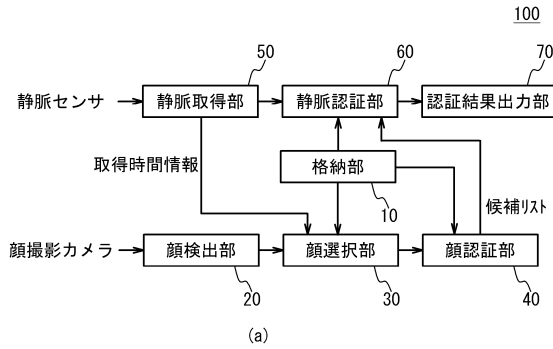 100
50
60
70
静脈センサ
静脈取得部
静脈認証部
認証結果出力部
取得時間情報
格納部
10
候補リスト
顔撮影カメラ
顔検出部
顔選択部
顔認証部
20
30
40
(a)